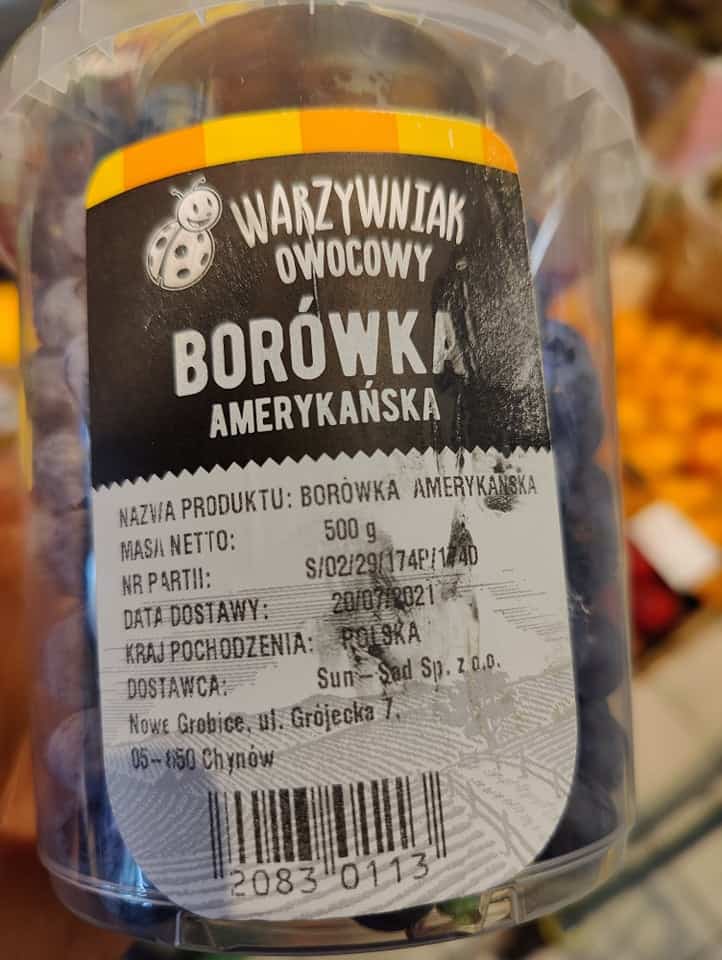 WARZYWNIAK
OWOCOWY
BORÓWKA
AMERYKAŃSKA
NAZWA PRODUKTU: BORÓWKA AMERYKAŃSKA
MASA NETTO: 500 g
NR PARTII: S/02/29/174P/174D
DATA DOSTAWY: 20/07/2021
KRAJ POCHODZENIA: POLSKA
DOSTAWCA: Sun-Sad Sp. z o.o.
Nowe Grobice, ul. Grójecka 7,
05-650 Chynów
2083 0113